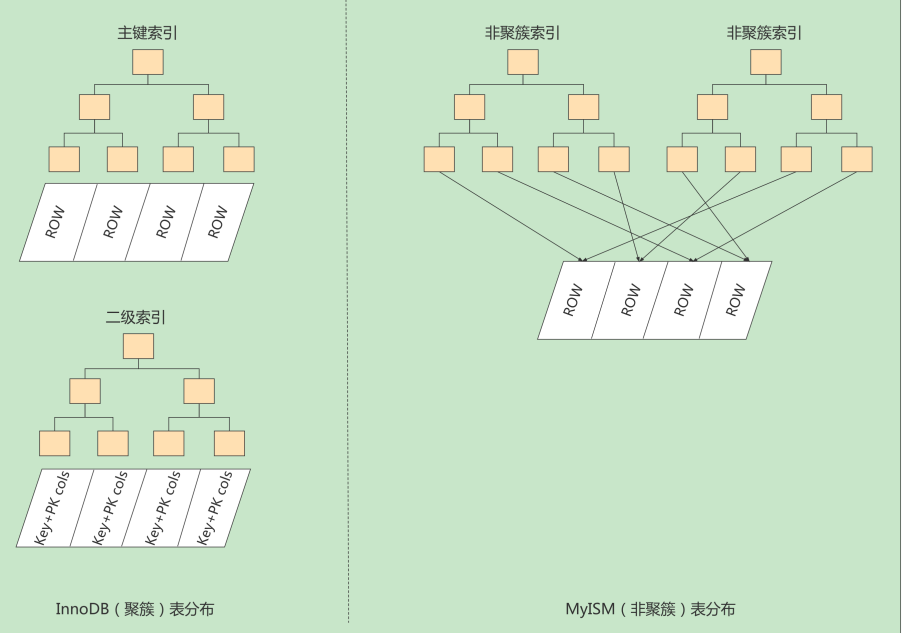 主键索引
ROW ROW ROW ROW
二级索引
Key+PK cols Key+PK cols Key+PK cols Key+PK cols
InnoDB（聚簇）表分布
非聚簇索引 非聚簇索引
ROW ROW ROW ROW
MyISM（非聚簇）表分布